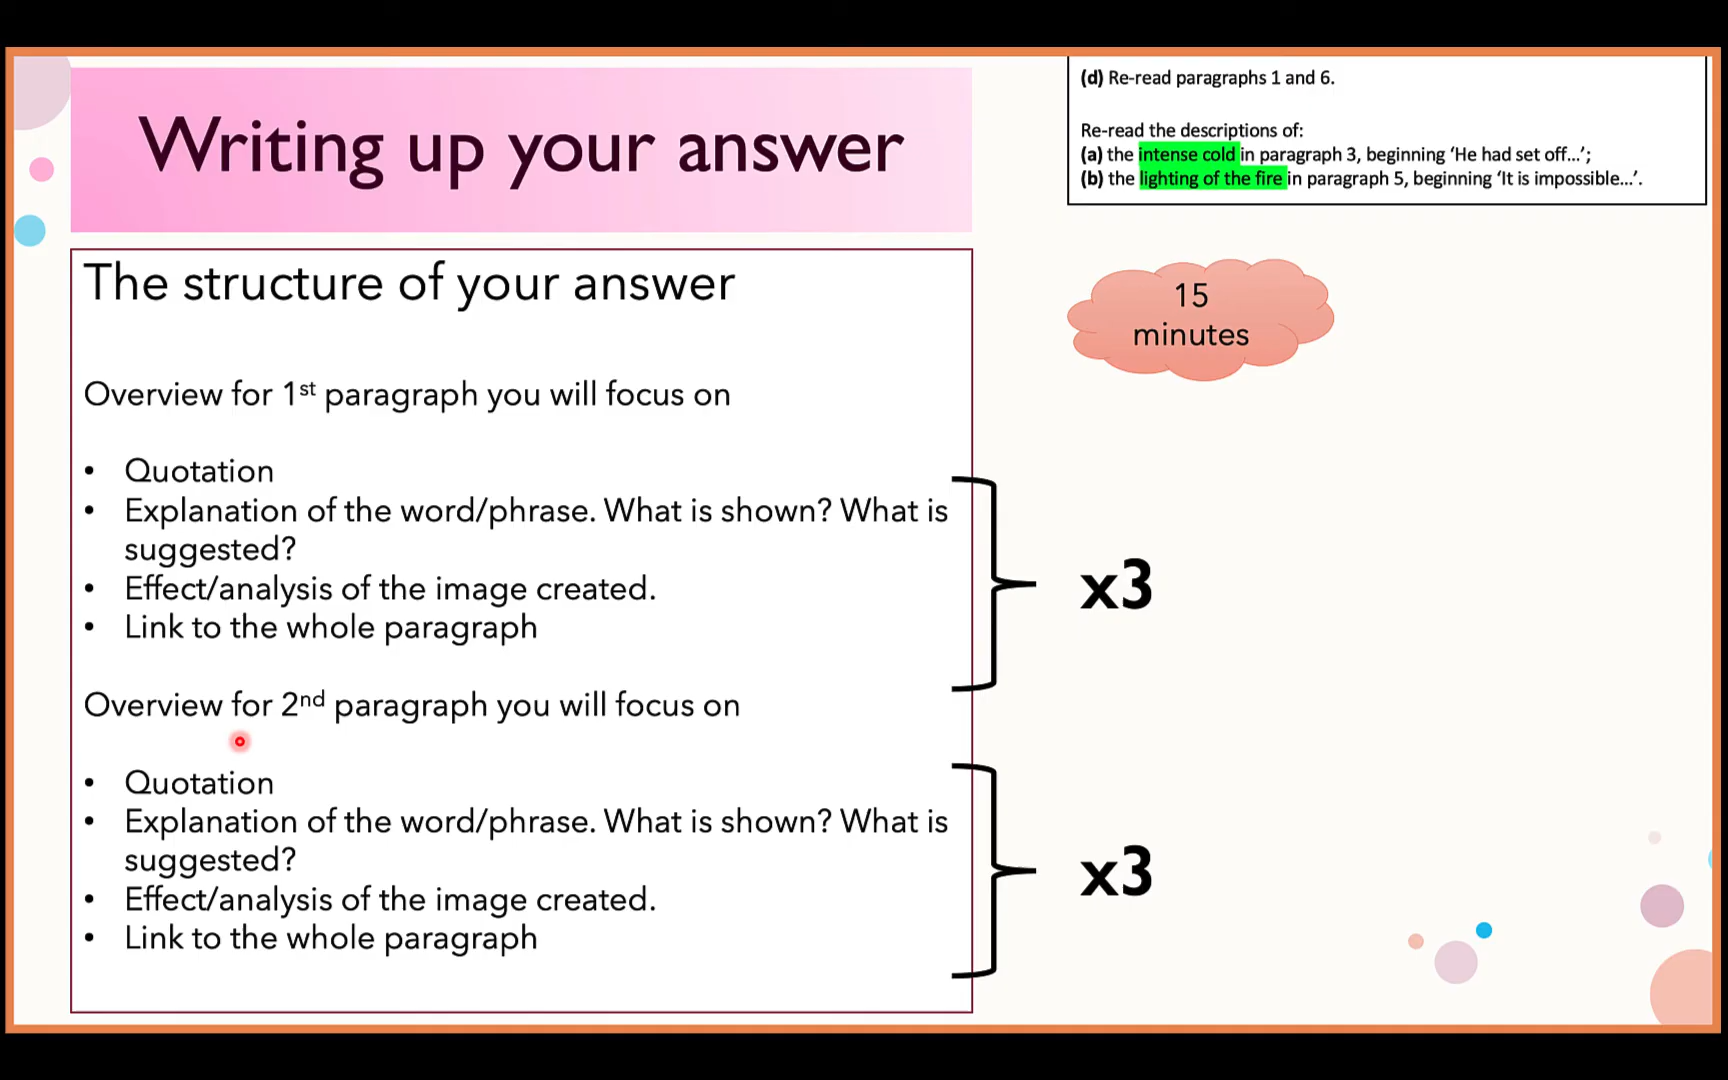 Writing up your answer
(d) Re-read paragraphs 1 and 6.
Re-read the descriptions of:
(a) the intense cold in paragraph 3, beginning ‘He had set off…’;
(b) the lighting of the fire in paragraph 5, beginning ‘It is impossible…’.
The structure of your answer
15
minutes
Overview for 1st paragraph you will focus on
• Quotation
• Explanation of the word/phrase. What is shown? What is
suggested?
• Effect/analysis of the image created.
• Link to the whole paragraph
x3
Overview for 2nd paragraph you will focus on
• Quotation
• Explanation of the word/phrase. What is shown? What is
suggested?
• Effect/analysis of the image created.
• Link to the whole paragraph
x3